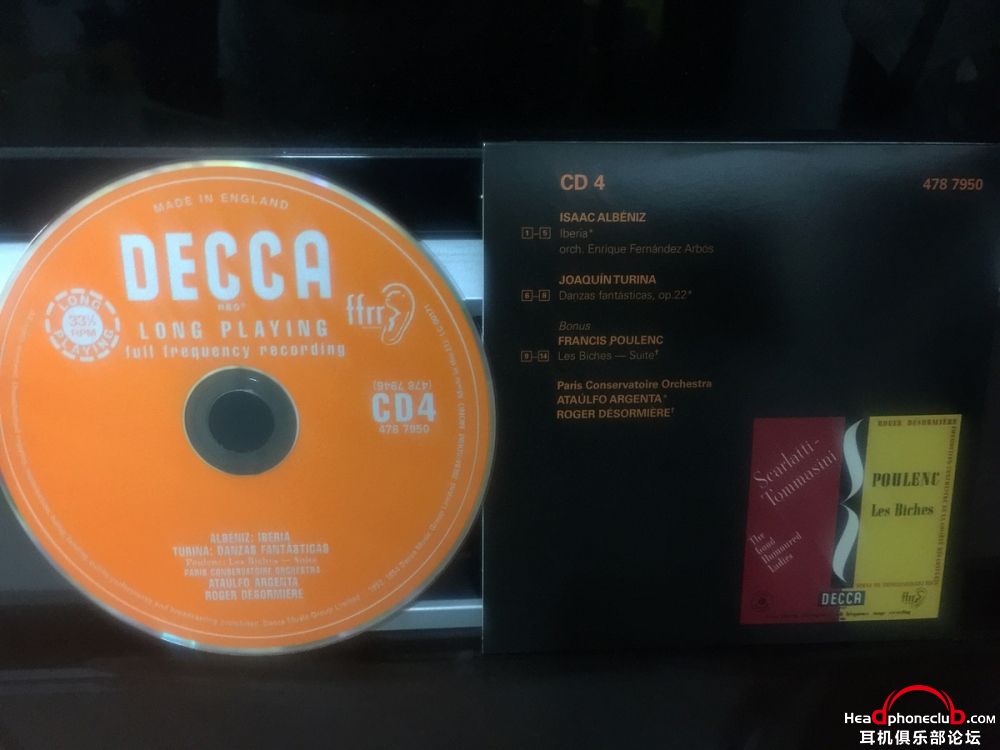 MADE IN ENGLAND
DECCA
LONG PLAYING
33⅓
RPM
ffrr
LONG PLAYING
full frequency recording
(478 7946)
CD4
478 7950
ALBÉNIZ: IBERIA
TURINA: DANZAS FANTÁSTICAS
Poulenc: Les Biches — Suite
PARIS CONSERVATOIRE ORCHESTRA
ATAÚLFO ARGENTA
ROGER DÉSORMIÈRE
CD 4
478 7950
ISAAC ALBÉNIZ
1–5 Iberia*
orch. Enrique Fernández Arbós
JOAQUÍN TURINA
6–8 Danzas fantásticas, op.22*
Bonus
FRANCIS POULENC
9–14 Les Biches — Suite†
Paris Conservatoire Orchestra
ATAÚLFO ARGENTA*
ROGER DÉSORMIÈRE†
Scarlatti-
Tommasini
The
Good
Humoured
Ladies
ROGER DESORMIÈRE
POULENC
Les Biches
DECCA
ffrr
Headphoneclub.com
耳机俱乐部论坛